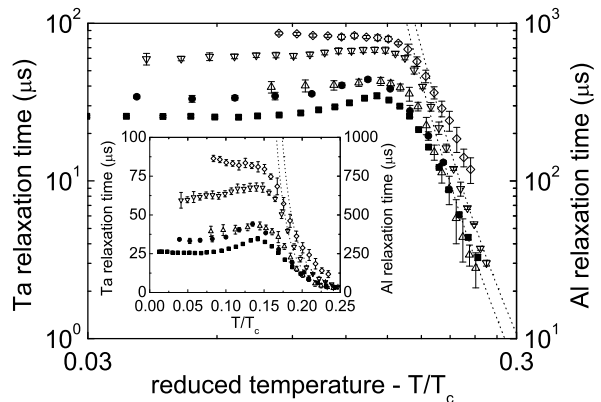 10² 10³
Ta relaxation time (μs)
10¹ 10²
10⁰ 10¹
Al relaxation time (μs)
0.03 0.3
reduced temperature - T/Tc
100 1000
75 750
50 500
25 250
0 0
0.00 0.05 0.10 0.15 0.20 0.25
Ta relaxation time (μs)
Al relaxation time (μs)
T/Tc